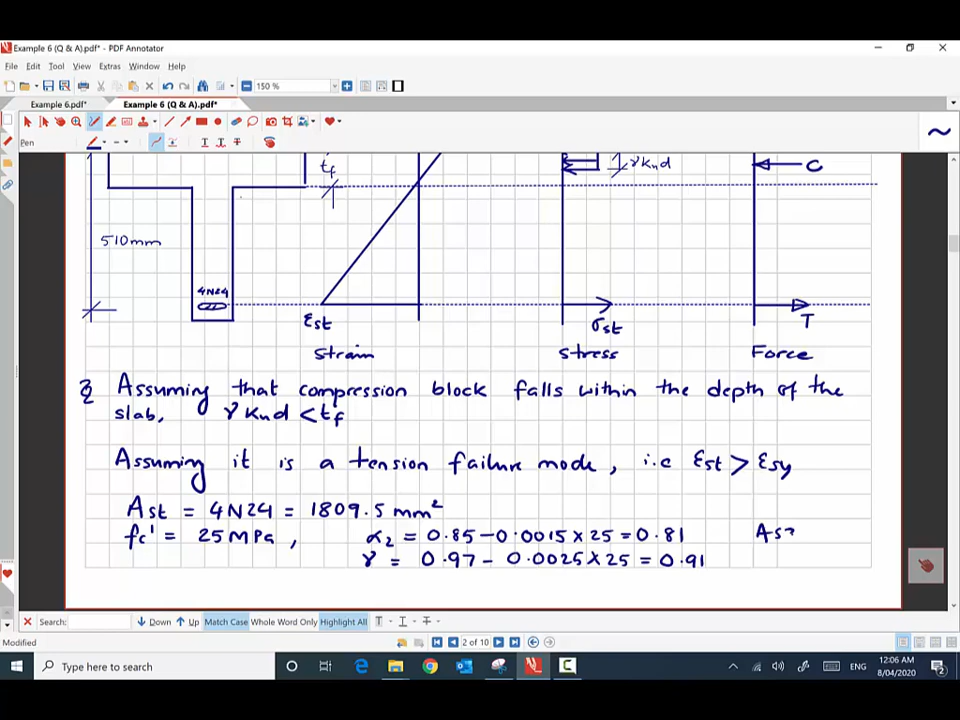 Example 6 (Q & A).pdf* - PDF Annotator
File Edit Tool View Extras Window Help
150 %
Example 6.pdf* Example 6 (Q & A).pdf*
Pen
tf
γ Ku d
C
510mm
4N24
εst
σst
T
Strain
Stress
Force
Assuming that compression block falls within the depth of the
slab, γ Ku d < tf
Assuming it is a tension failure mode, i.e εst > εsy
Ast = 4N24 = 1809.5 mm²
fc' = 25 MPa, α₂ = 0.85 - 0.0015 x 25 = 0.81
γ = 0.97 - 0.0025 x 25 = 0.91
Search: Down Up Match Case Whole Word Only Highlight All
Modified
2 of 10
Type here to search
ENG
12:06 AM
8/04/2020
2